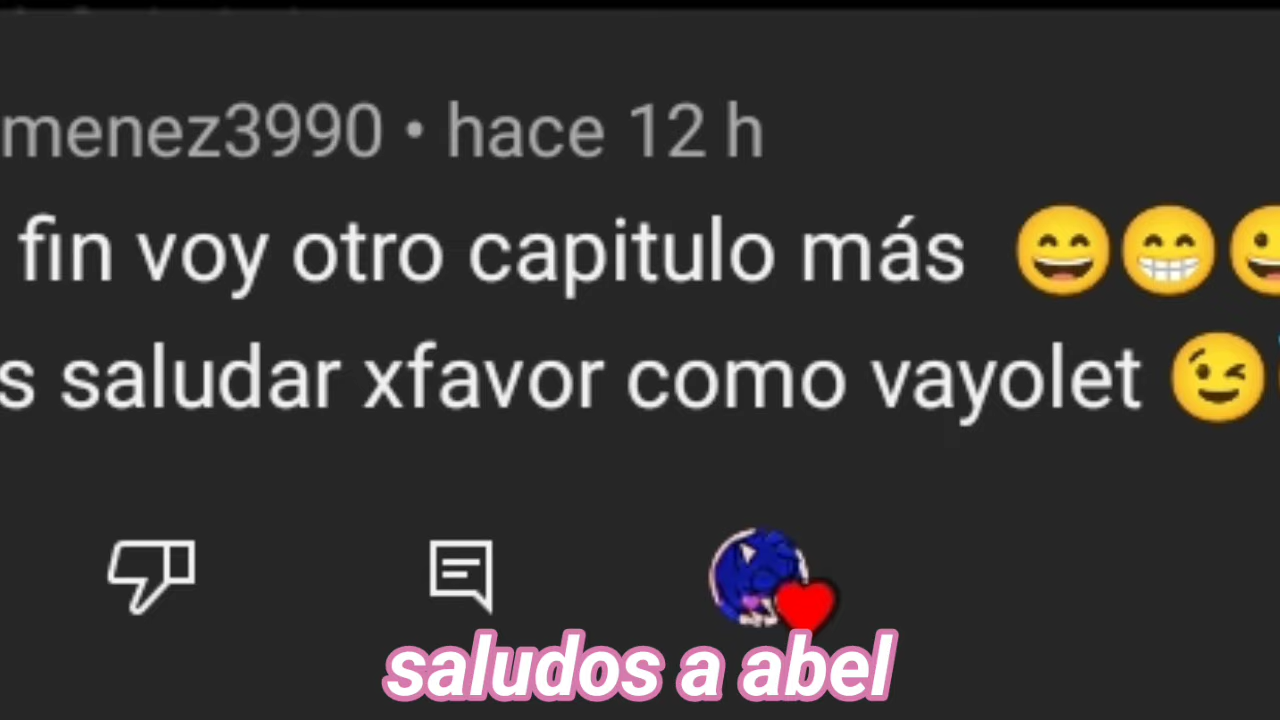 menez3990 • hace 12 h
fin voy otro capitulo más 😄😁😀
s saludar xfavor como vayolet 😉
saludos a abel